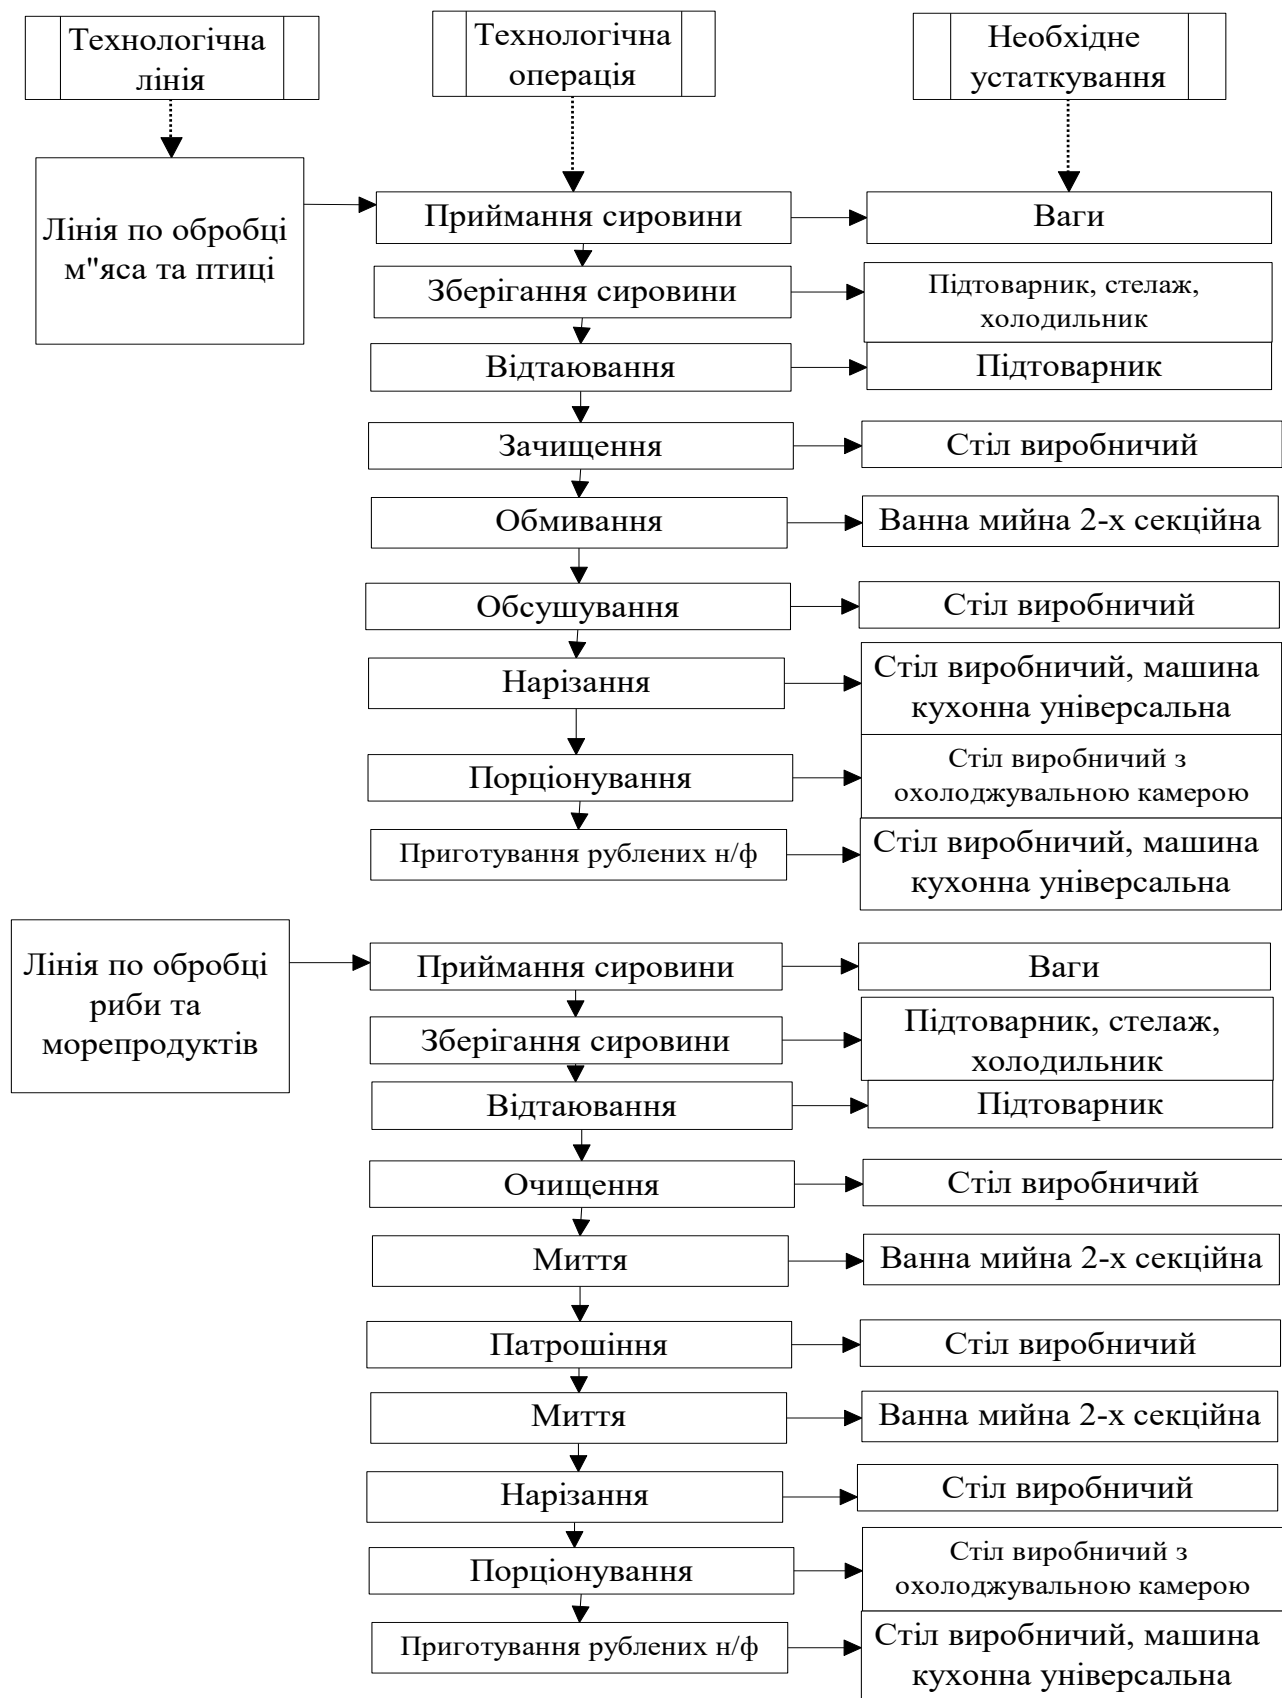 Технологічна
лінія
Технологічна
операція
Необхідне
устаткування
Лінія по обробці
м"яса та птиці
Приймання сировини
Ваги
Зберігання сировини
Підтоварник, стелаж,
холодильник
Відтаювання
Підтоварник
Зачищення
Стіл виробничий
Обмивання
Ванна мийна 2-х секційна
Обсушування
Стіл виробничий
Нарізання
Стіл виробничий, машина
кухонна універсальна
Порціонування
Стіл виробничий з
охолоджувальною камерою
Приготування рублених н/ф
Стіл виробничий, машина
кухонна універсальна
Лінія по обробці
риби та
морепродуктів
Приймання сировини
Ваги
Зберігання сировини
Підтоварник, стелаж,
холодильник
Відтаювання
Підтоварник
Очищення
Стіл виробничий
Миття
Ванна мийна 2-х секційна
Патрошіння
Стіл виробничий
Миття
Ванна мийна 2-х секційна
Нарізання
Стіл виробничий
Порціонування
Стіл виробничий з
охолоджувальною камерою
Приготування рублених н/ф
Стіл виробничий, машина
кухонна універсальна